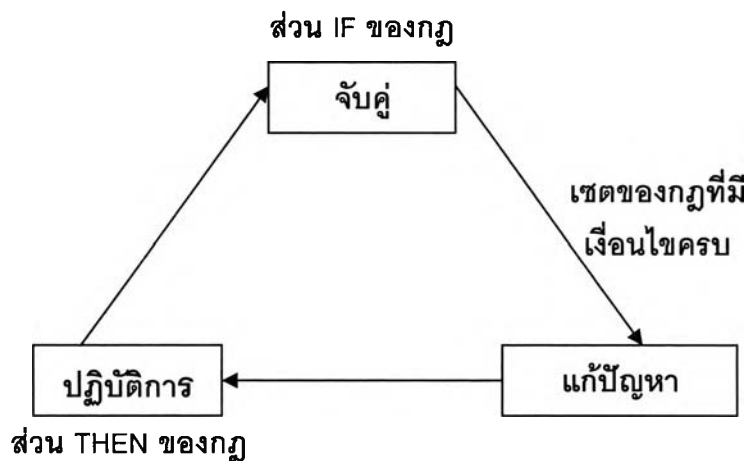 ส่วน IF ของกฎ
จับคู่
เซตของกฎที่มี
เงื่อนไขครบ
ปฏิบัติการ
แก้ปัญหา
ส่วน THEN ของกฎ